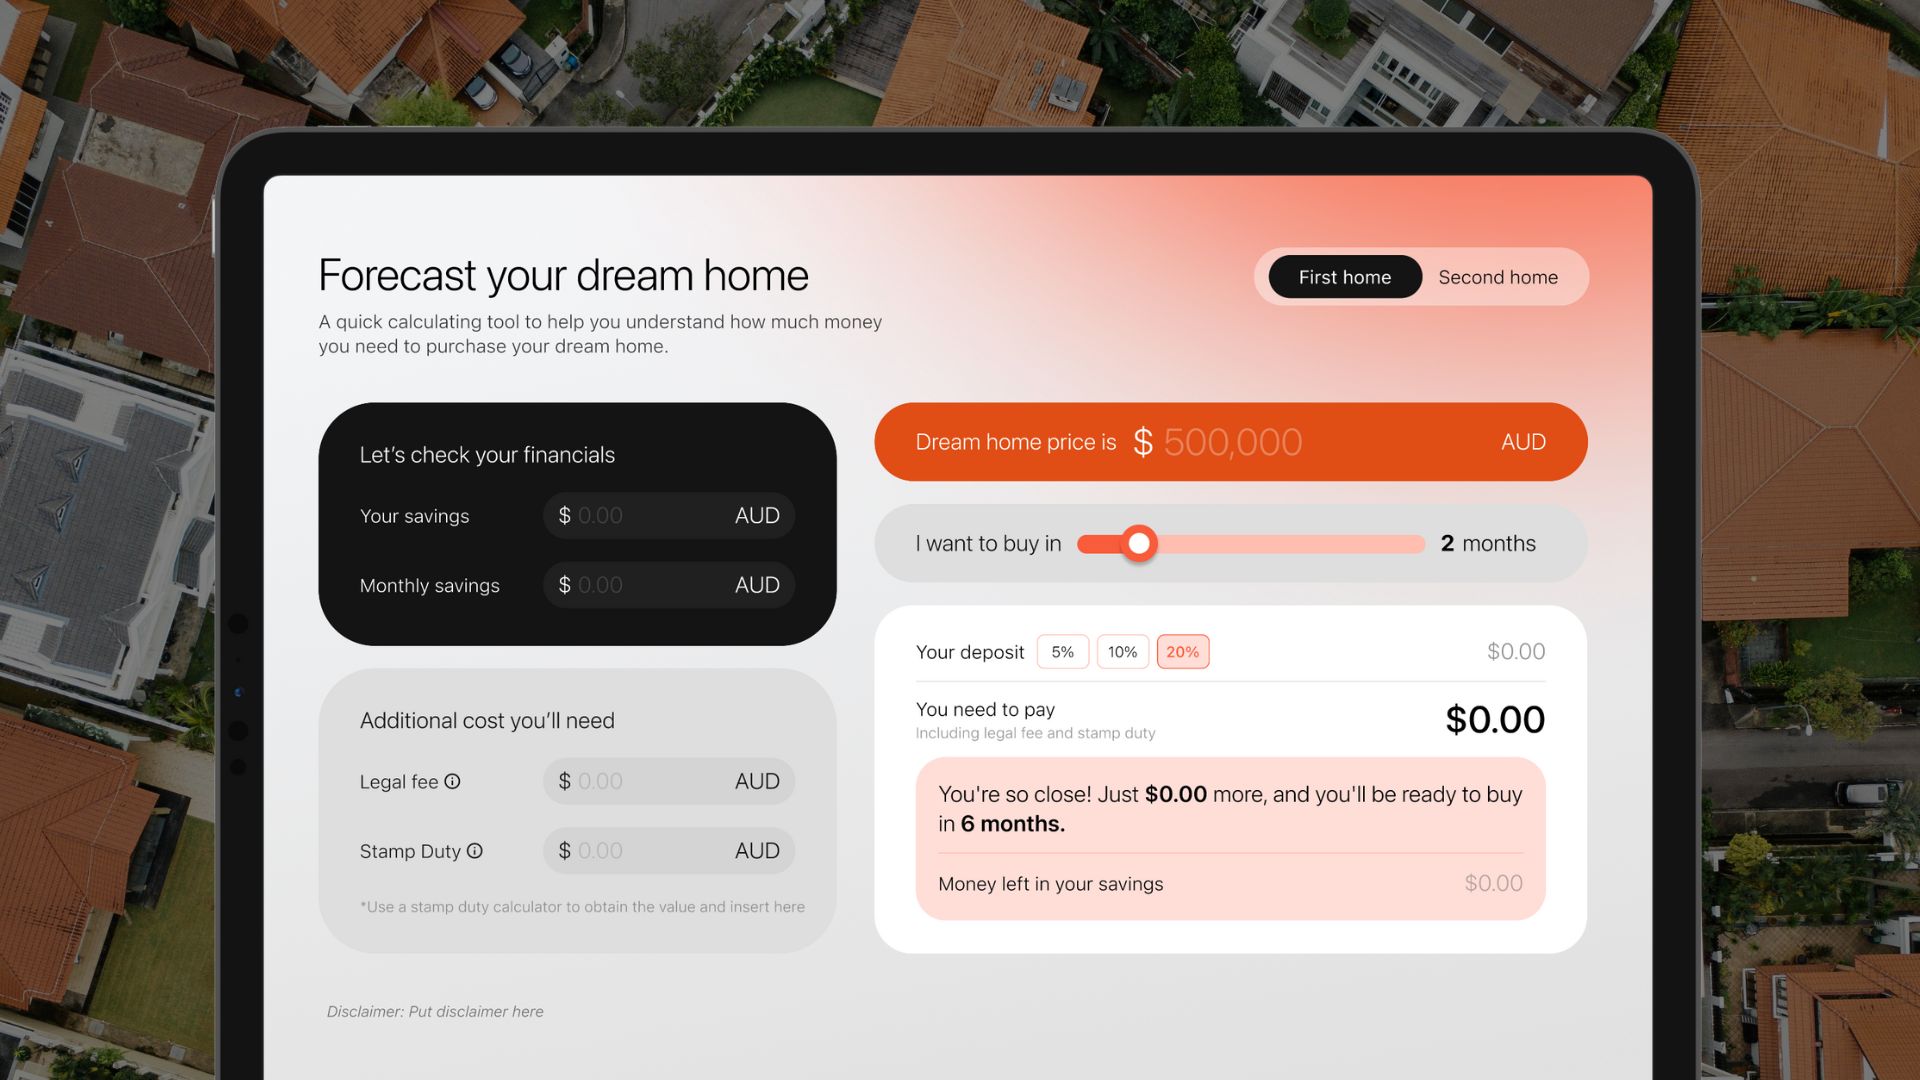 Forecast your dream home
A quick calculating tool to help you understand how much money
you need to purchase your dream home.
First home
Second home
Let's check your financials
Your savings
$ 0.00 AUD
Monthly savings
$ 0.00 AUD
Additional cost you'll need
Legal fee
$ 0.00 AUD
Stamp Duty
$ 0.00 AUD
*Use a stamp duty calculator to obtain the value and insert here
Dream home price is $ 500,000 AUD
I want to buy in
2 months
Your deposit 5% 10% 20% $0.00
You need to pay
Including legal fee and stamp duty
$0.00
You're so close! Just $0.00 more, and you'll be ready to buy
in 6 months.
Money left in your savings $0.00
Disclaimer: Put disclaimer here